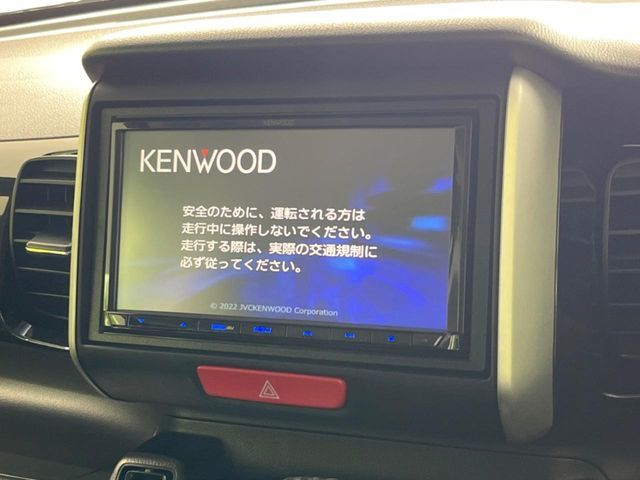 KENWOOD
KENWOOD
安全のために、運転される方は
走行中に操作しないでください。
走行する際は、実際の交通規制に
必ず従ってください。
© 2022 JVCKENWOOD Corporation